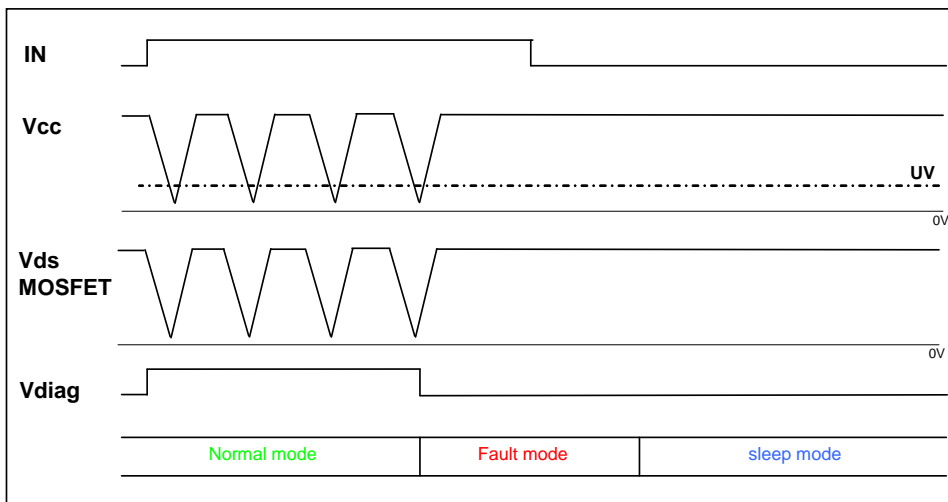 IN
Vcc
UV
0V
Vds
MOSFET
0V
Vdiag
Normal mode
Fault mode
sleep mode